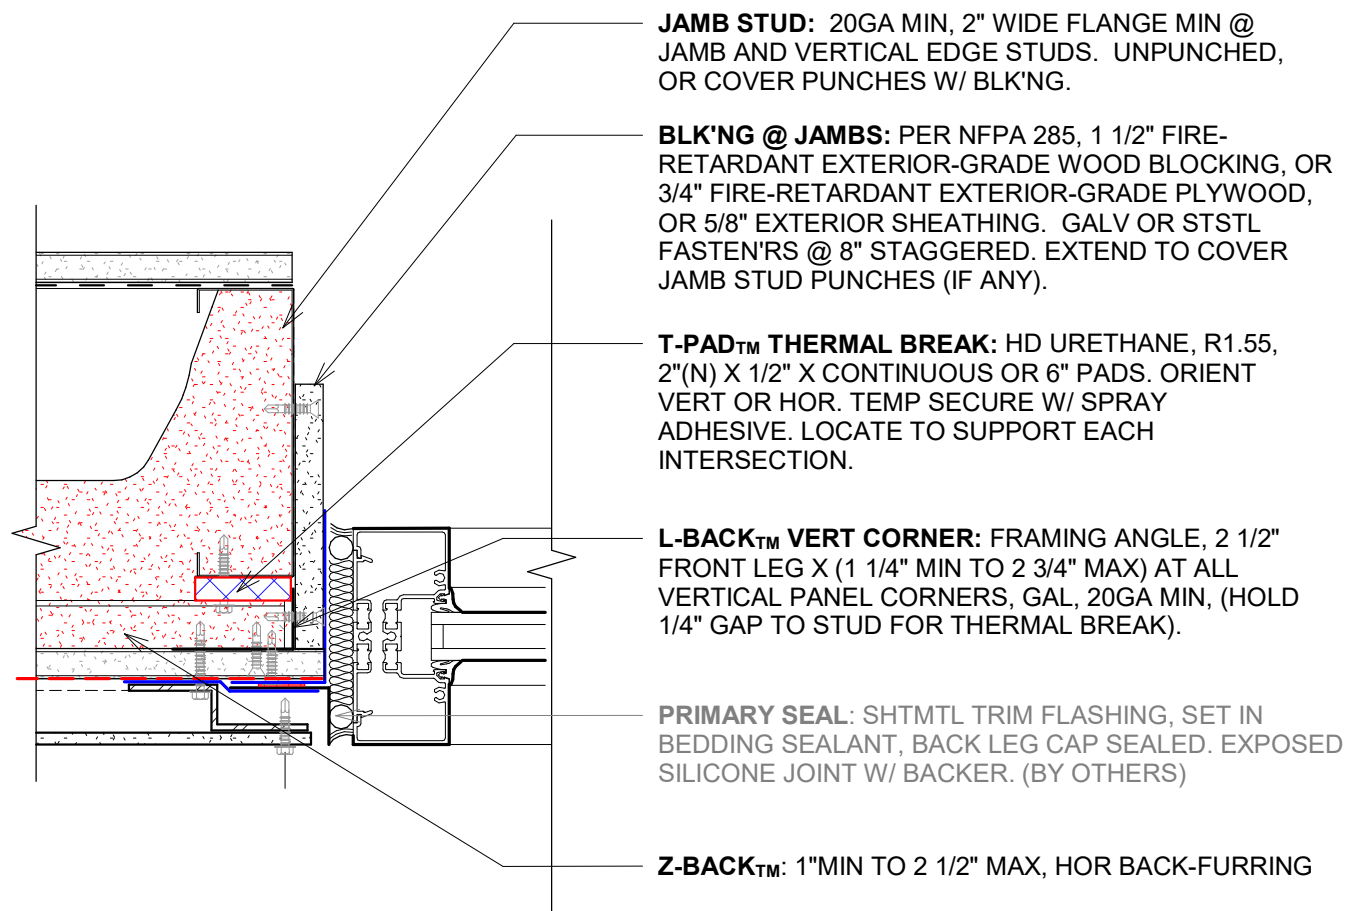 JAMB STUD: 20GA MIN, 2" WIDE FLANGE MIN @
JAMB AND VERTICAL EDGE STUDS. UNPUNCHED,
OR COVER PUNCHES W/ BLK'NG.
BLK'NG @ JAMBS: PER NFPA 285, 1 1/2" FIRE-
RETARDANT EXTERIOR-GRADE WOOD BLOCKING, OR
3/4" FIRE-RETARDANT EXTERIOR-GRADE PLYWOOD,
OR 5/8" EXTERIOR SHEATHING. GALV OR STSTL
FASTEN'RS @ 8" STAGGERED. EXTEND TO COVER
JAMB STUD PUNCHES (IF ANY).
T-PAD™ THERMAL BREAK: HD URETHANE, R1.55,
2"(N) X 1/2" X CONTINUOUS OR 6" PADS. ORIENT
VERT OR HOR. TEMP SECURE W/ SPRAY
ADHESIVE. LOCATE TO SUPPORT EACH
INTERSECTION.
L-BACK™ VERT CORNER: FRAMING ANGLE, 2 1/2"
FRONT LEG X (1 1/4" MIN TO 2 3/4" MAX) AT ALL
VERTICAL PANEL CORNERS, GAL, 20GA MIN, (HOLD
1/4" GAP TO STUD FOR THERMAL BREAK).
PRIMARY SEAL: SHTMTL TRIM FLASHING, SET IN
BEDDING SEALANT, BACK LEG CAP SEALED. EXPOSED
SILICONE JOINT W/ BACKER. (BY OTHERS)
Z-BACK™: 1"MIN TO 2 1/2" MAX, HOR BACK-FURRING